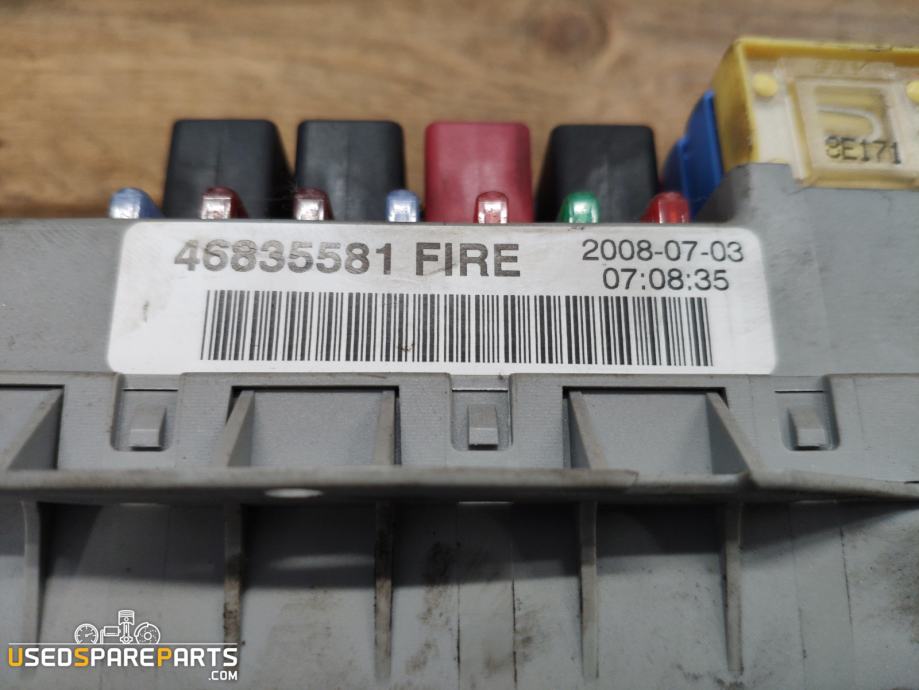 8E171
46835581 FIRE
2008-07-03
07:08:35
USEDSPAREPARTS
.COM